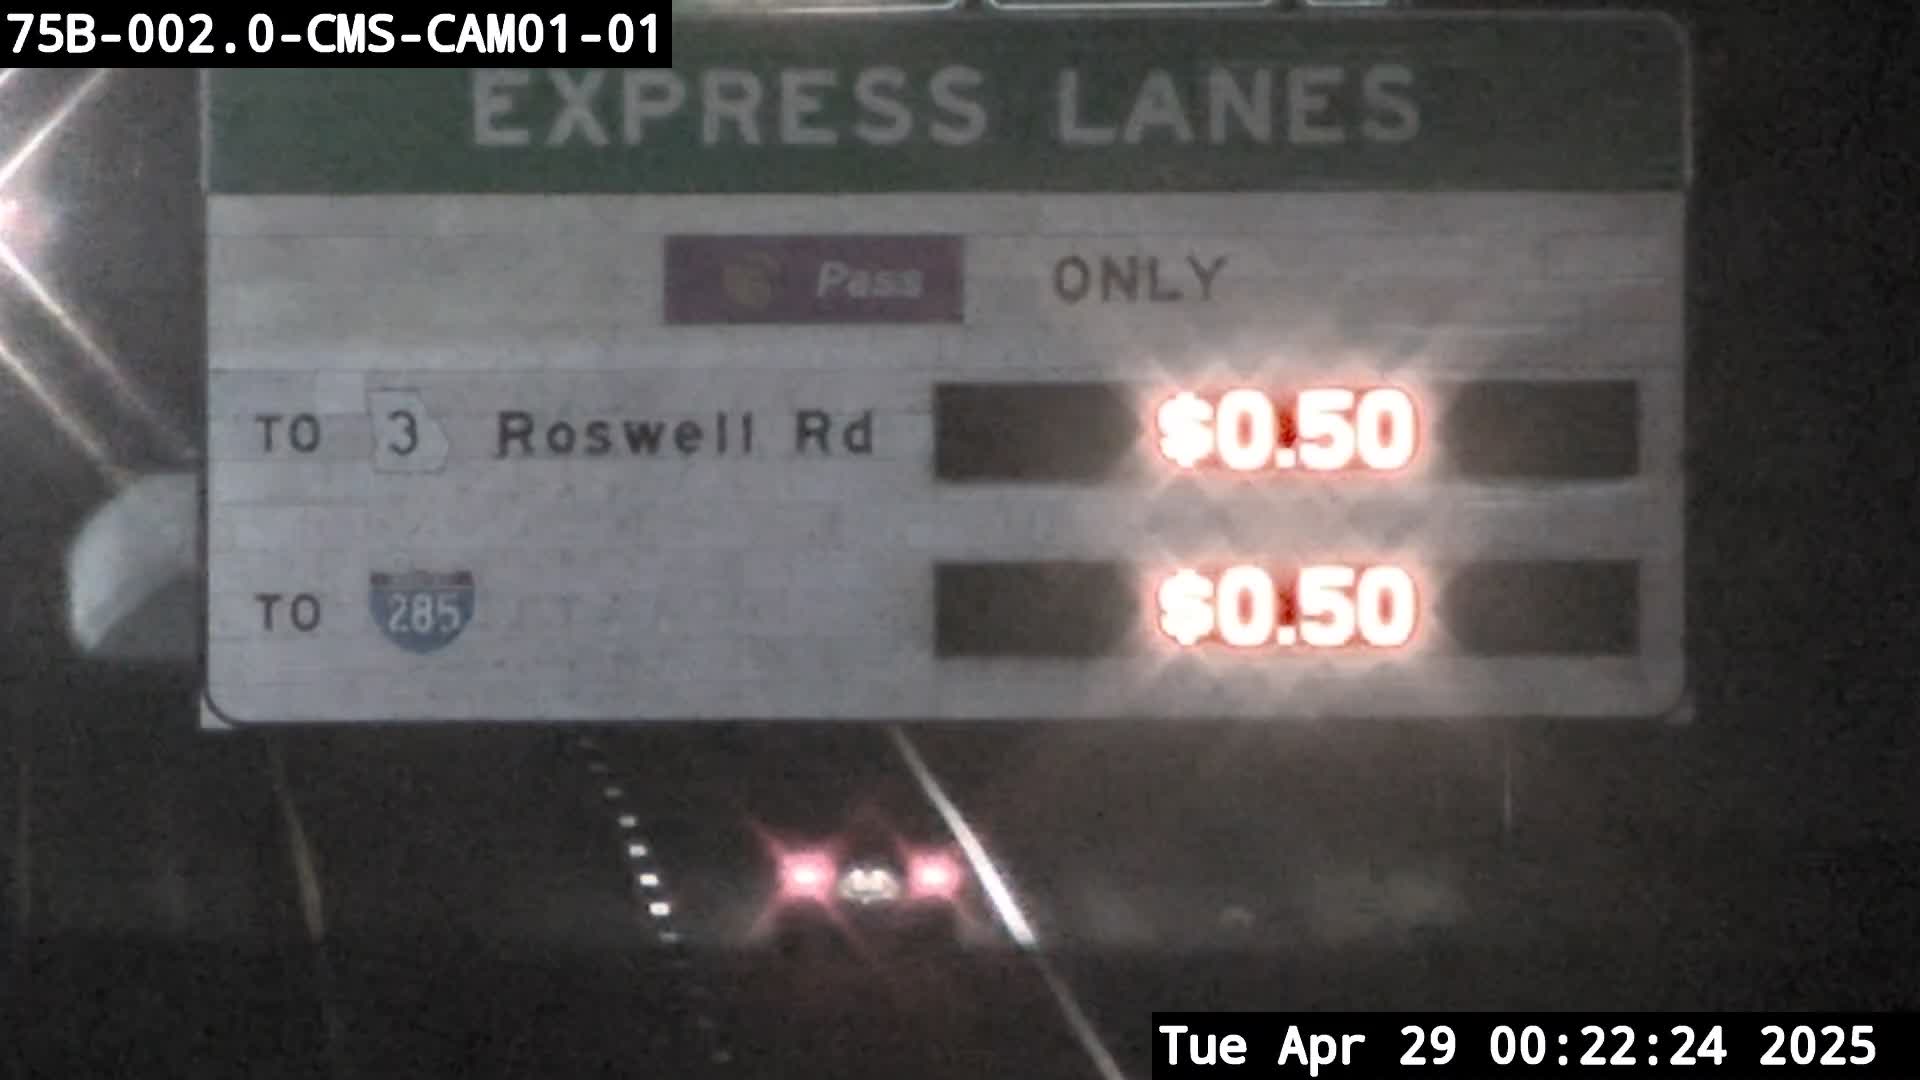 75B-002.0-CMS-CAM01-01
EXPRESS LANES
Pass ONLY
TO 3 Roswell Rd $0.50
TO 285 $0.50
Tue Apr 29 00:22:24 2025